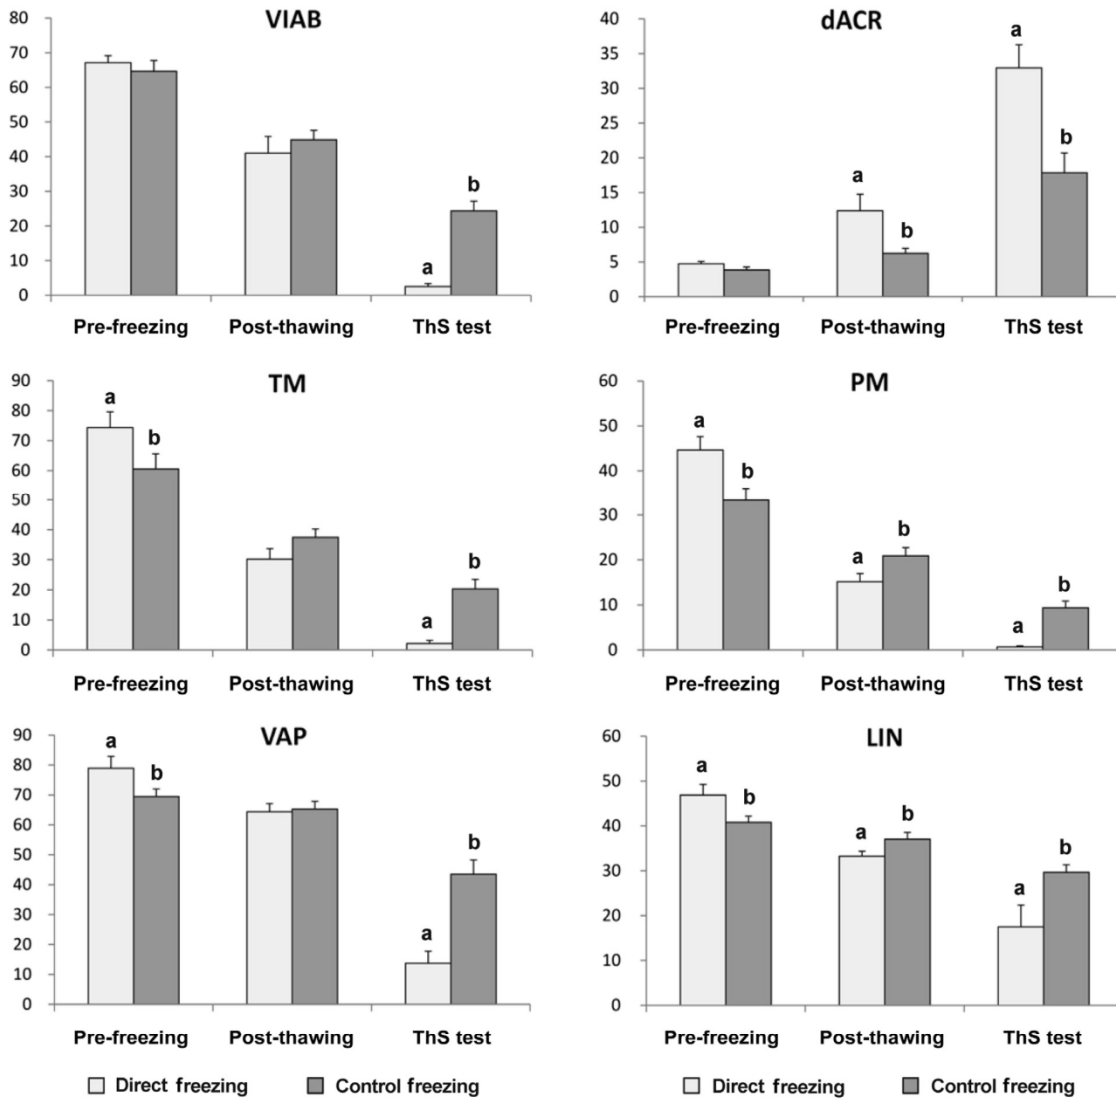 VIAB
80
70
60
50
40
30
20
10
0
a
b
Pre-freezing Post-thawing ThS test
dACR
40
35
30
25
20
15
10
5
0
a
b
a
b
Pre-freezing Post-thawing ThS test
TM
90
80
70
60
50
40
30
20
10
0
a
b
a
b
Pre-freezing Post-thawing ThS test
PM
60
50
40
30
20
10
0
a
b
a
b
a
b
Pre-freezing Post-thawing ThS test
VAP
90
80
70
60
50
40
30
20
10
0
a
b
a
b
Pre-freezing Post-thawing ThS test
LIN
60
50
40
30
20
10
0
a
b
a
b
a
b
Pre-freezing Post-thawing ThS test
Direct freezing Control freezing
Direct freezing Control freezing